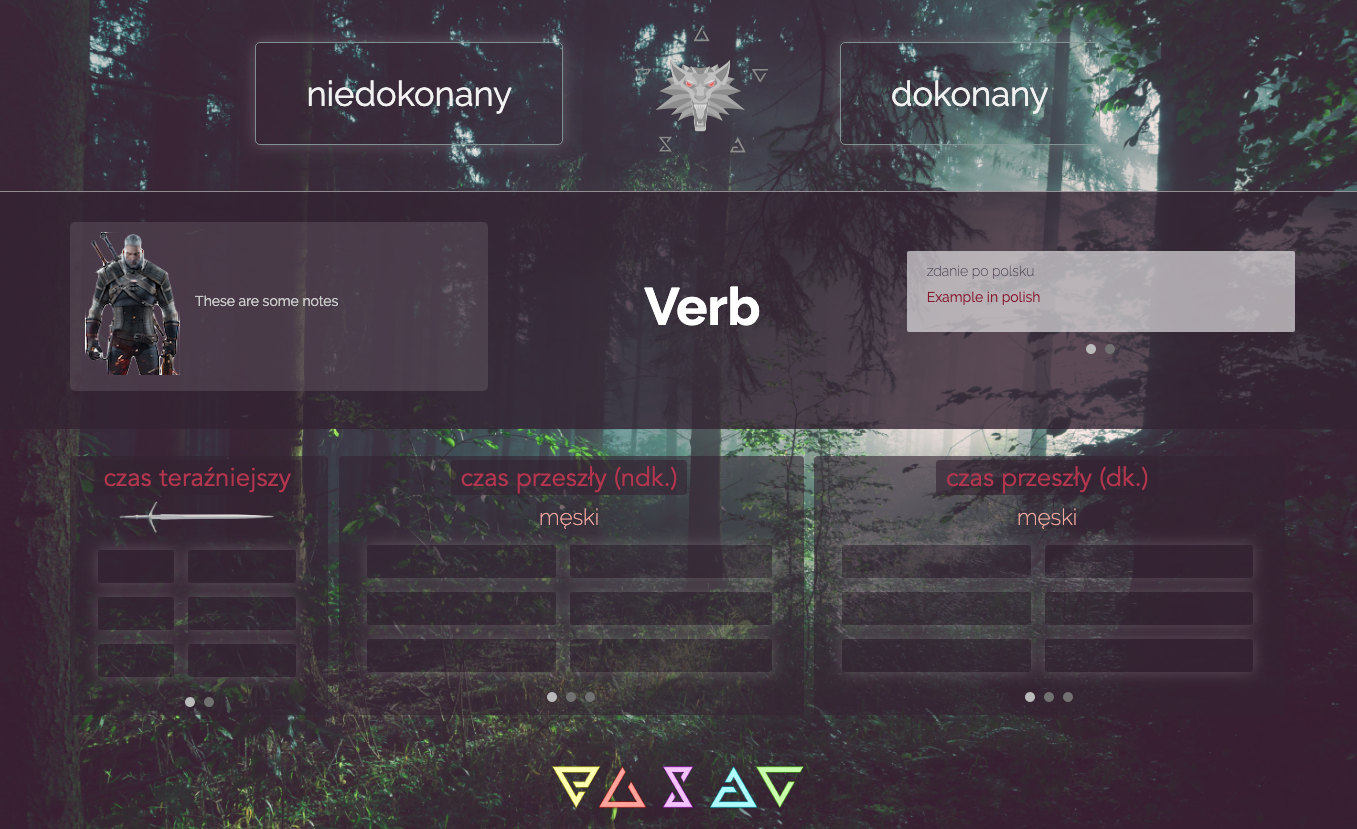 niedokonany
dokonany
These are some notes
Verb
zdanie po polsku
Example in polish
czas teraźniejszy
czas przeszły (ndk.)
męski
czas przeszły (dk.)
męski